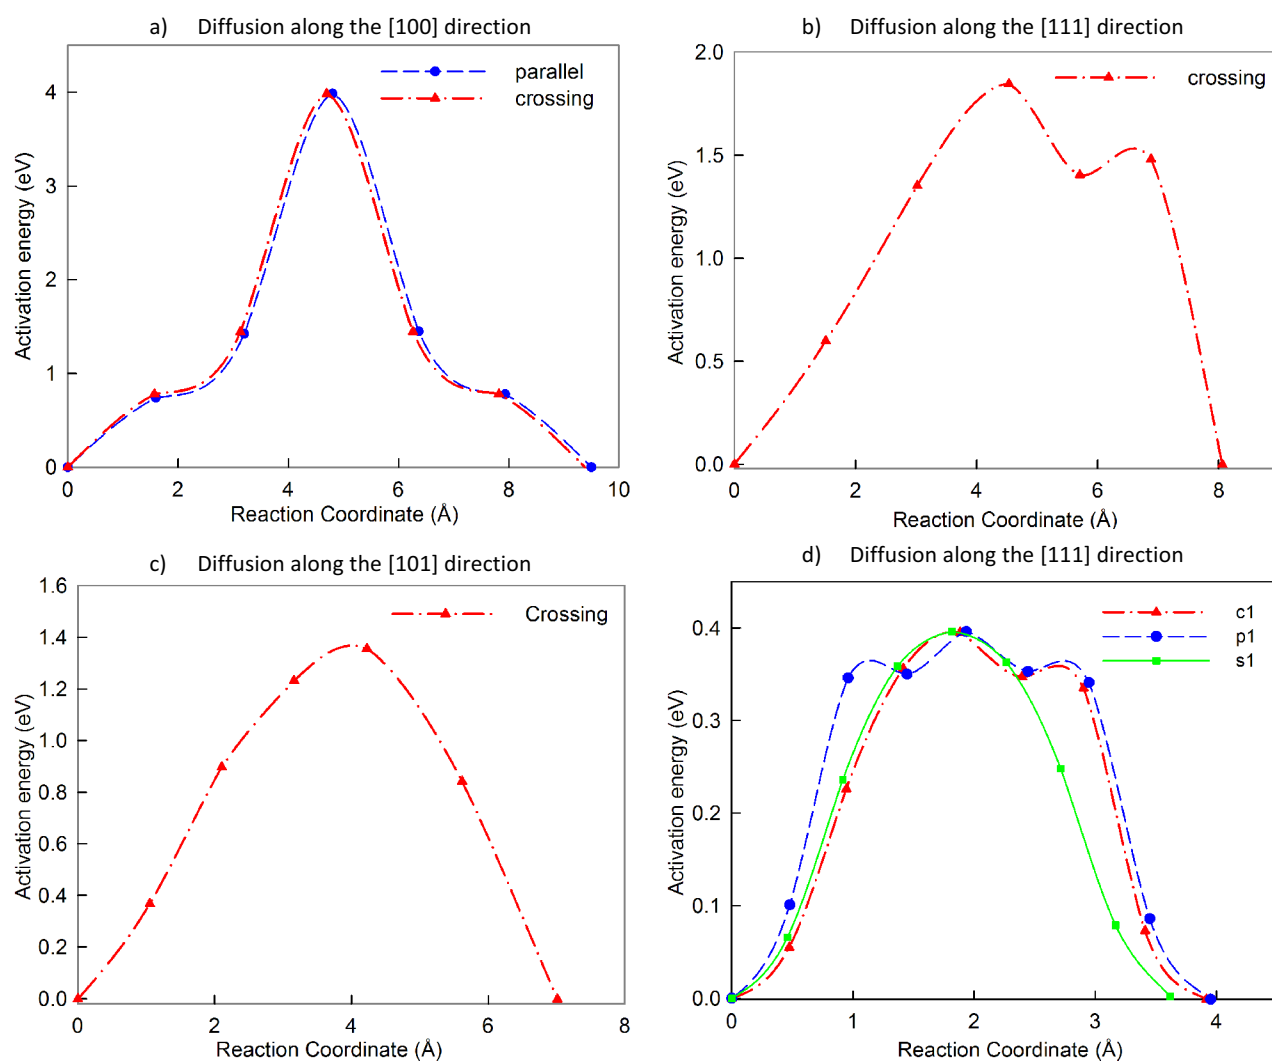 a) Diffusion along the [100] direction
4
3
2
1
0
Activation energy (eV)
parallel
crossing
0 2 4 6 8 10
Reaction Coordinate (Å)
b) Diffusion along the [111] direction
2.0
1.5
1.0
0.5
0.0
Activation energy (eV)
crossing
0 2 4 6 8
Reaction Coordinate (Å)
c) Diffusion along the [101] direction
1.6
1.4
1.2
1.0
0.8
0.6
0.4
0.2
0.0
Activation energy (eV)
Crossing
0 2 4 6 8
Reaction Coordinate (Å)
d) Diffusion along the [111] direction
0.4
0.3
0.2
0.1
0.0
Activation energy (eV)
c1
p1
s1
0 1 2 3 4
Reaction Coordinate (Å)